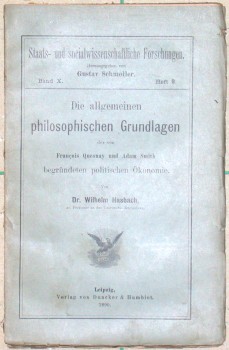 Staats- und socialwissenschaftliche Forschungen.
herausgegeben von
Gustav Schmoller.
Band X. Heft 2.
Die allgemeinen
philosophischen Grundlagen
der von
François Quesnay und Adam Smith
begründeten politischen Ökonomie.
Von
Dr. Wilhelm Hasbach,
Leipzig,
Verlag von Duncker & Humblot.
1890.